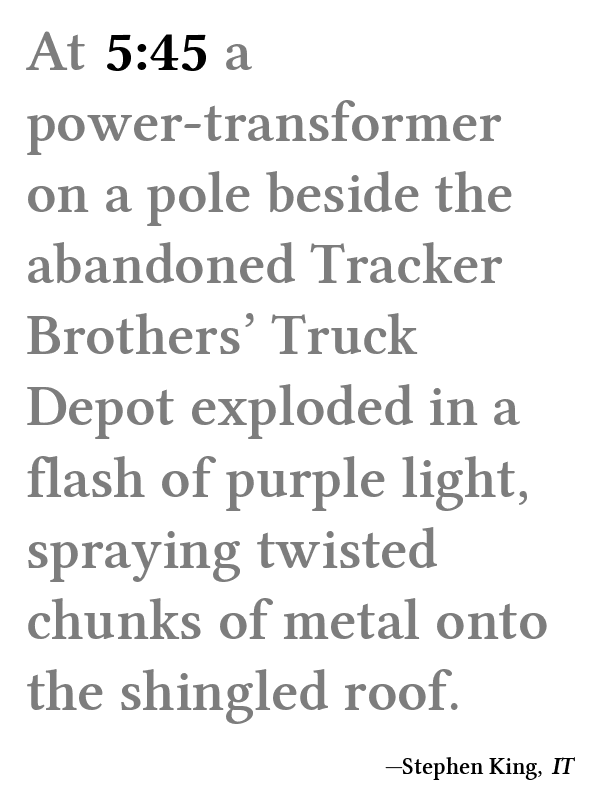 At 5:45 a
power-transformer
on a pole beside the
abandoned Tracker
Brothers’ Truck
Depot exploded in a
flash of purple light,
spraying twisted
chunks of metal onto
the shingled roof.
—Stephen King, IT